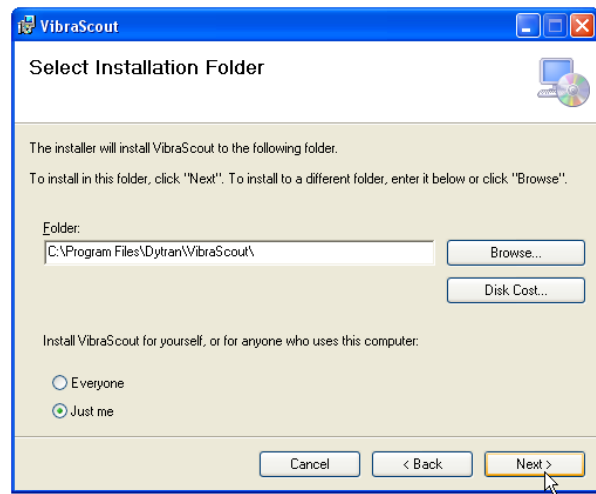 VibraScout
Select Installation Folder
The installer will install VibraScout to the following folder.
To install in this folder, click "Next". To install to a different folder, enter it below or click "Browse".
Folder:
C:\Program Files\Dytran\VibraScout\
Browse...
Disk Cost...
Install VibraScout for yourself, or for anyone who uses this computer:
Everyone
Just me
Cancel
< Back
Next >